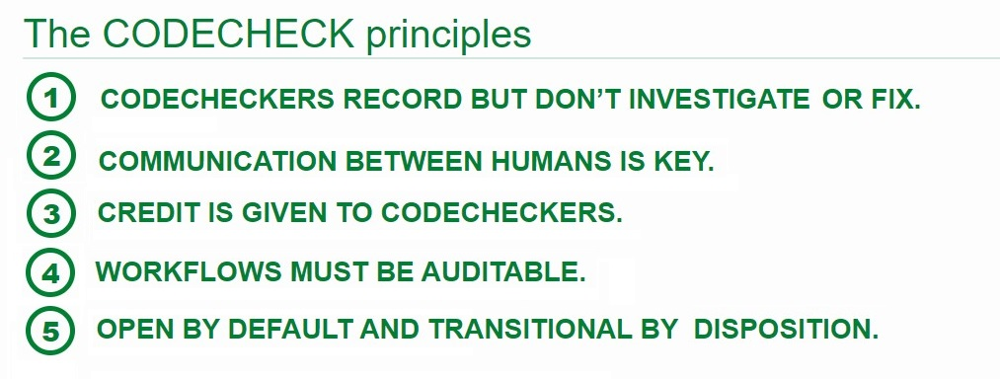 The CODECHECK principles
1 CODECHECKERS RECORD BUT DON’T INVESTIGATE OR FIX.
2 COMMUNICATION BETWEEN HUMANS IS KEY.
3 CREDIT IS GIVEN TO CODECHECKERS.
4 WORKFLOWS MUST BE AUDITABLE.
5 OPEN BY DEFAULT AND TRANSITIONAL BY DISPOSITION.